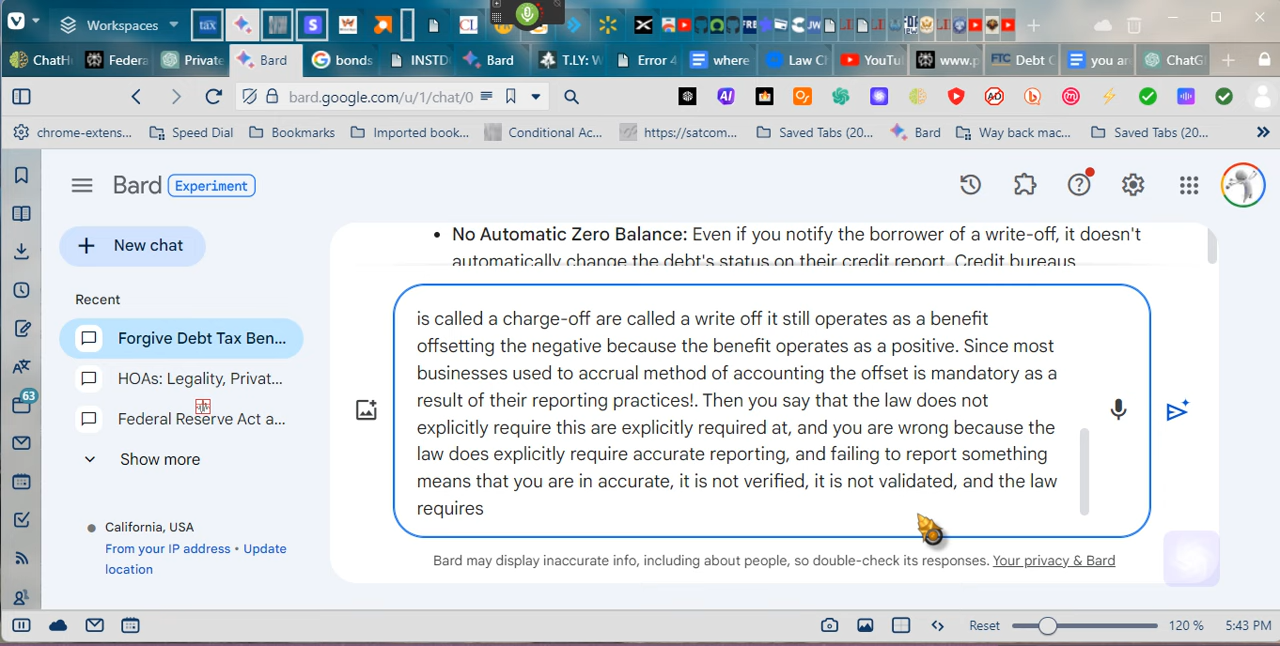 Workspaces
tax
S
CI
FRE
JW
ChatH
Federa
Private
Bard
bond
INSTD
Bard
T.LY: W
Error 4
where
Law Cl
YouTu
www.p
FTC Debt C
you ar
ChatG
bard.google.com/u/1/chat/0
chrome-extens...
Speed Dial
Bookmarks
Imported book...
Conditional Ac...
https://satcom...
Saved Tabs (20...
Bard
Way back mac...
Saved Tabs (20...
Bard Experiment
New chat
Recent
Forgive Debt Tax Ben...
HOAs: Legality, Privat...
Federal Reserve Act a...
Show more
California, USA
From your IP address • Update
location
• No Automatic Zero Balance: Even if you notify the borrower of a write-off, it doesn't
automatically change the debt's status on their credit report. Credit bureaus
is called a charge-off are called a write off it still operates as a benefit
offsetting the negative because the benefit operates as a positive. Since most
businesses used to accrual method of accounting the offset is mandatory as a
result of their reporting practices!. Then you say that the law does not
explicitly require this are explicitly required at, and you are wrong because the
law does explicitly require accurate reporting, and failing to report something
means that you are in accurate, it is not verified, it is not validated, and the law
requires
Bard may display inaccurate info, including about people, so double-check its responses. Your privacy & Bard
63
Reset
120 %
5:43 PM